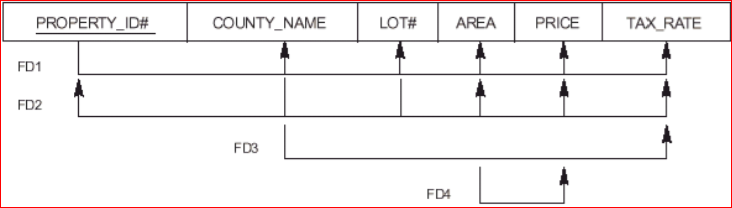 PROPERTY_ID# COUNTY_NAME LOT# AREA PRICE TAX_RATE
FD1
FD2
FD3
FD4